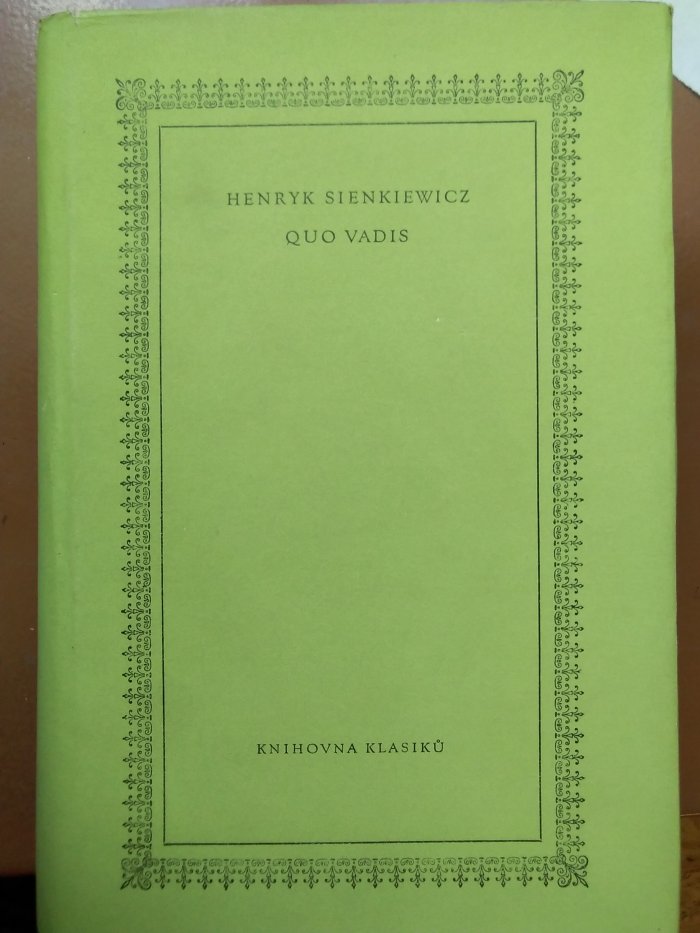 HENRYK SIENKIEWICZ
QUO VADIS
KNIHOVNA KLASIKŮ